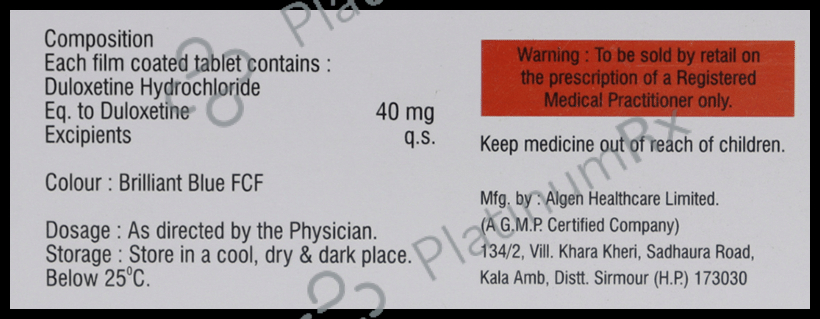 Composition
Each film coated tablet contains :
Duloxetine Hydrochloride
Eq. to Duloxetine 40 mg
Excipients q.s.
Colour : Brilliant Blue FCF
Dosage : As directed by the Physician.
Storage : Store in a cool, dry & dark place.
Below 25⁰C.
Warning : To be sold by retail on
the prescription of a Registered
Medical Practitioner only.
Keep medicine out of reach of children.
Mfg. by : Algen Healthcare Limited.
(A G.M.P. Certified Company)
134/2, Vill. Khara Kheri, Sadhaura Road,
Kala Amb, Distt. Sirmour (H.P.) 173030
PlatinumRx
Platin